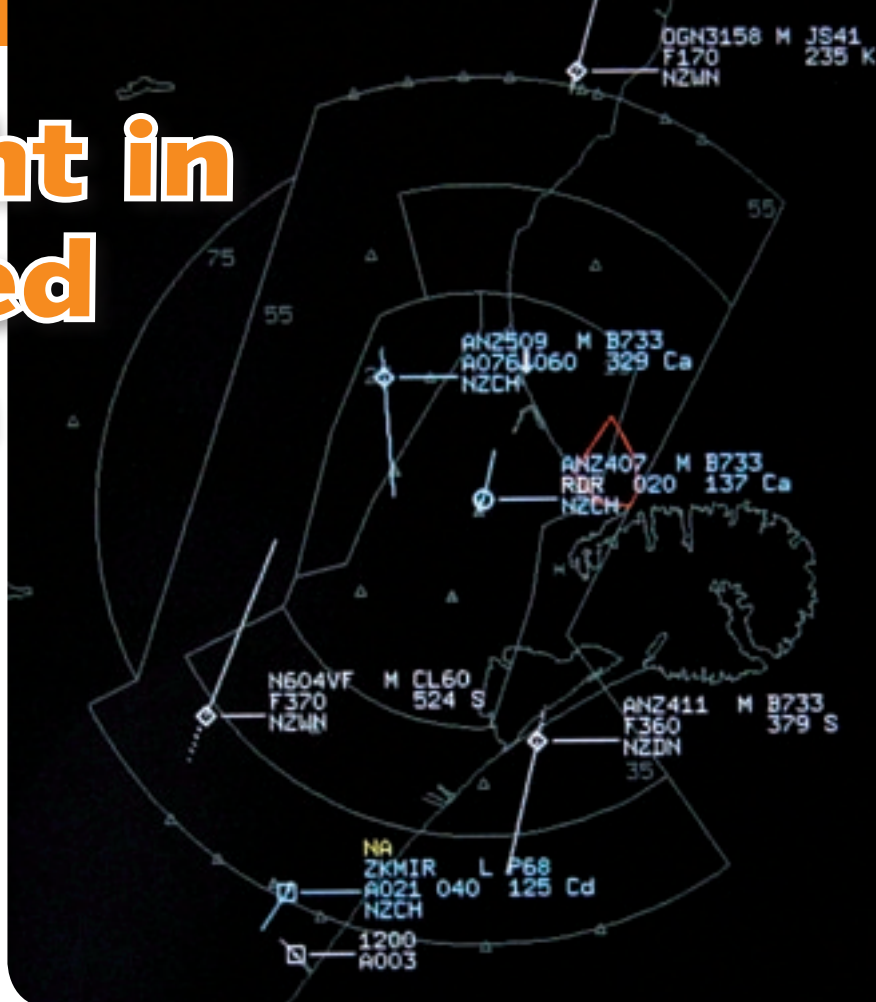 OGN3158 M JS41
F170 235 K
NZWN
nt in
ed
55
75
55
ANZ509 M B733
A076↓060 329 Ca
NZCH
ANZ407 M B733
RDR 020 137 Ca
NZCH
N604VF M CL60
F370 524 S
NZWN
ANZ411 M B733
F360 379 S
NZDN
35
NA
ZKMIR L P68
A021 040 125 Cd
NZCH
1200
A003